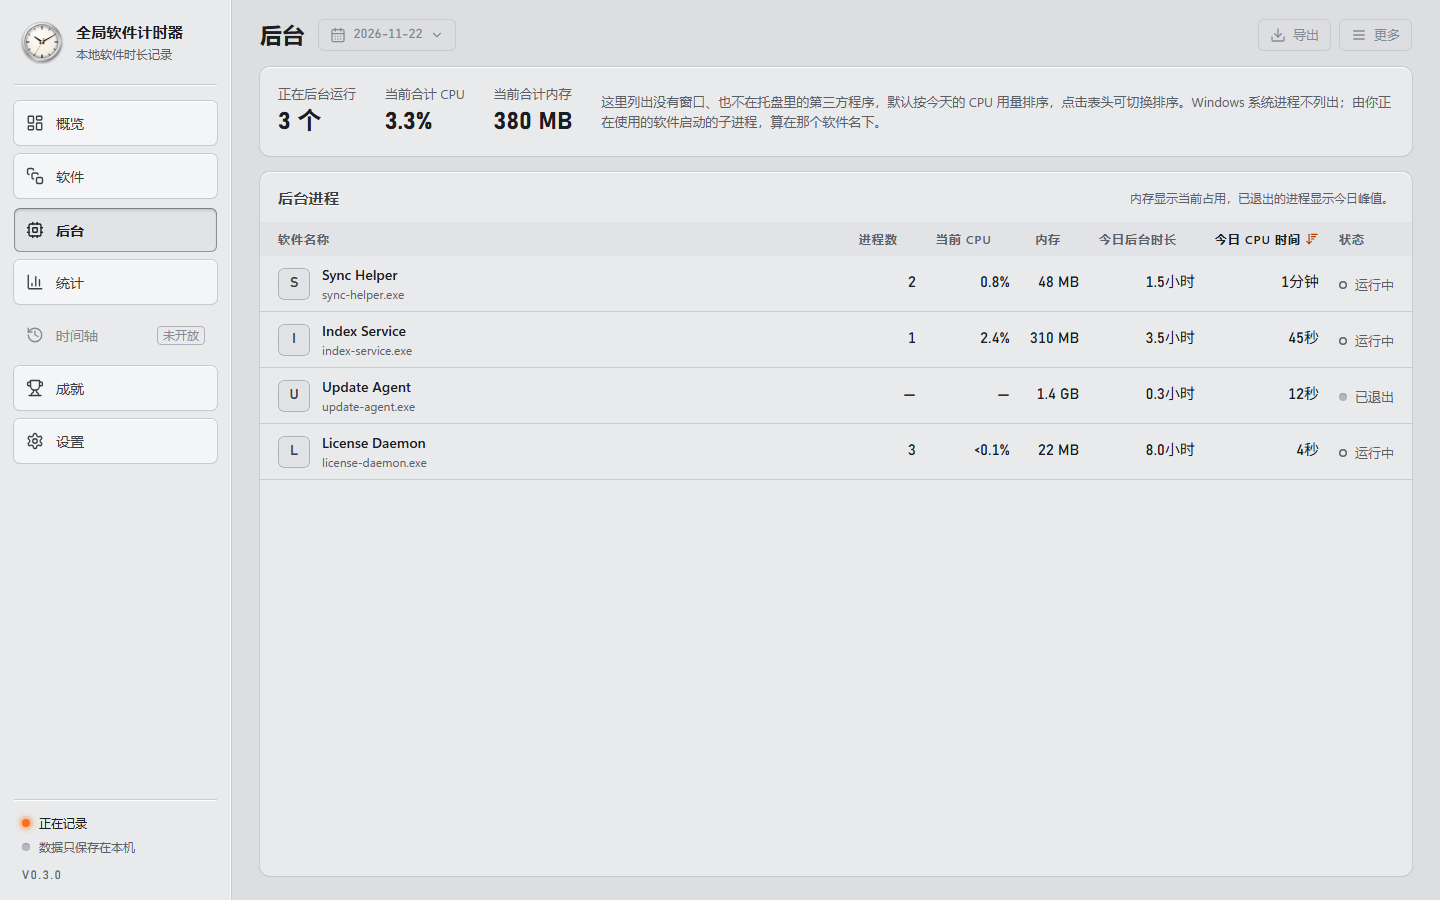 全局软件计时器
本地软件时长记录
概览
软件
后台
统计
时间轴 未开放
成就
设置
正在记录
数据只保存在本机
V0.3.0
后台 2026-11-22 导出 更多
正在后台运行 当前合计 CPU 当前合计内存
3 个 3.3% 380 MB
这里列出没有窗口、也不在托盘里的第三方程序，默认按今天的 CPU 用量排序，点击表头可切换排序。Windows 系统进程不列出；由你正
在使用的软件启动的子进程，算在那个软件名下。
后台进程 内存显示当前占用，已退出的进程显示今日峰值。
软件名称 进程数 当前 CPU 内存 今日后台时长 今日 CPU 时间 状态
S Sync Helper 2 0.8% 48 MB 1.5小时 1分钟 运行中
sync-helper.exe
I Index Service 1 2.4% 310 MB 3.5小时 45秒 运行中
index-service.exe
U Update Agent — — 1.4 GB 0.3小时 12秒 已退出
update-agent.exe
L License Daemon 3 <0.1% 22 MB 8.0小时 4秒 运行中
license-daemon.exe